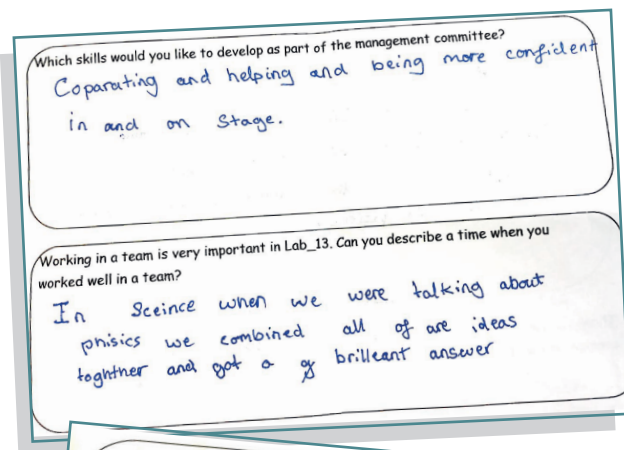 Which skills would you like to develop as part of the management committee?
Coparating and helping and being more confident
in and on Stage.
Working in a team is very important in Lab_13. Can you describe a time when you
worked well in a team?
In Sceince when we were talking about
phisics we combined all of are ideas
toghtner and got a g brilleant answer